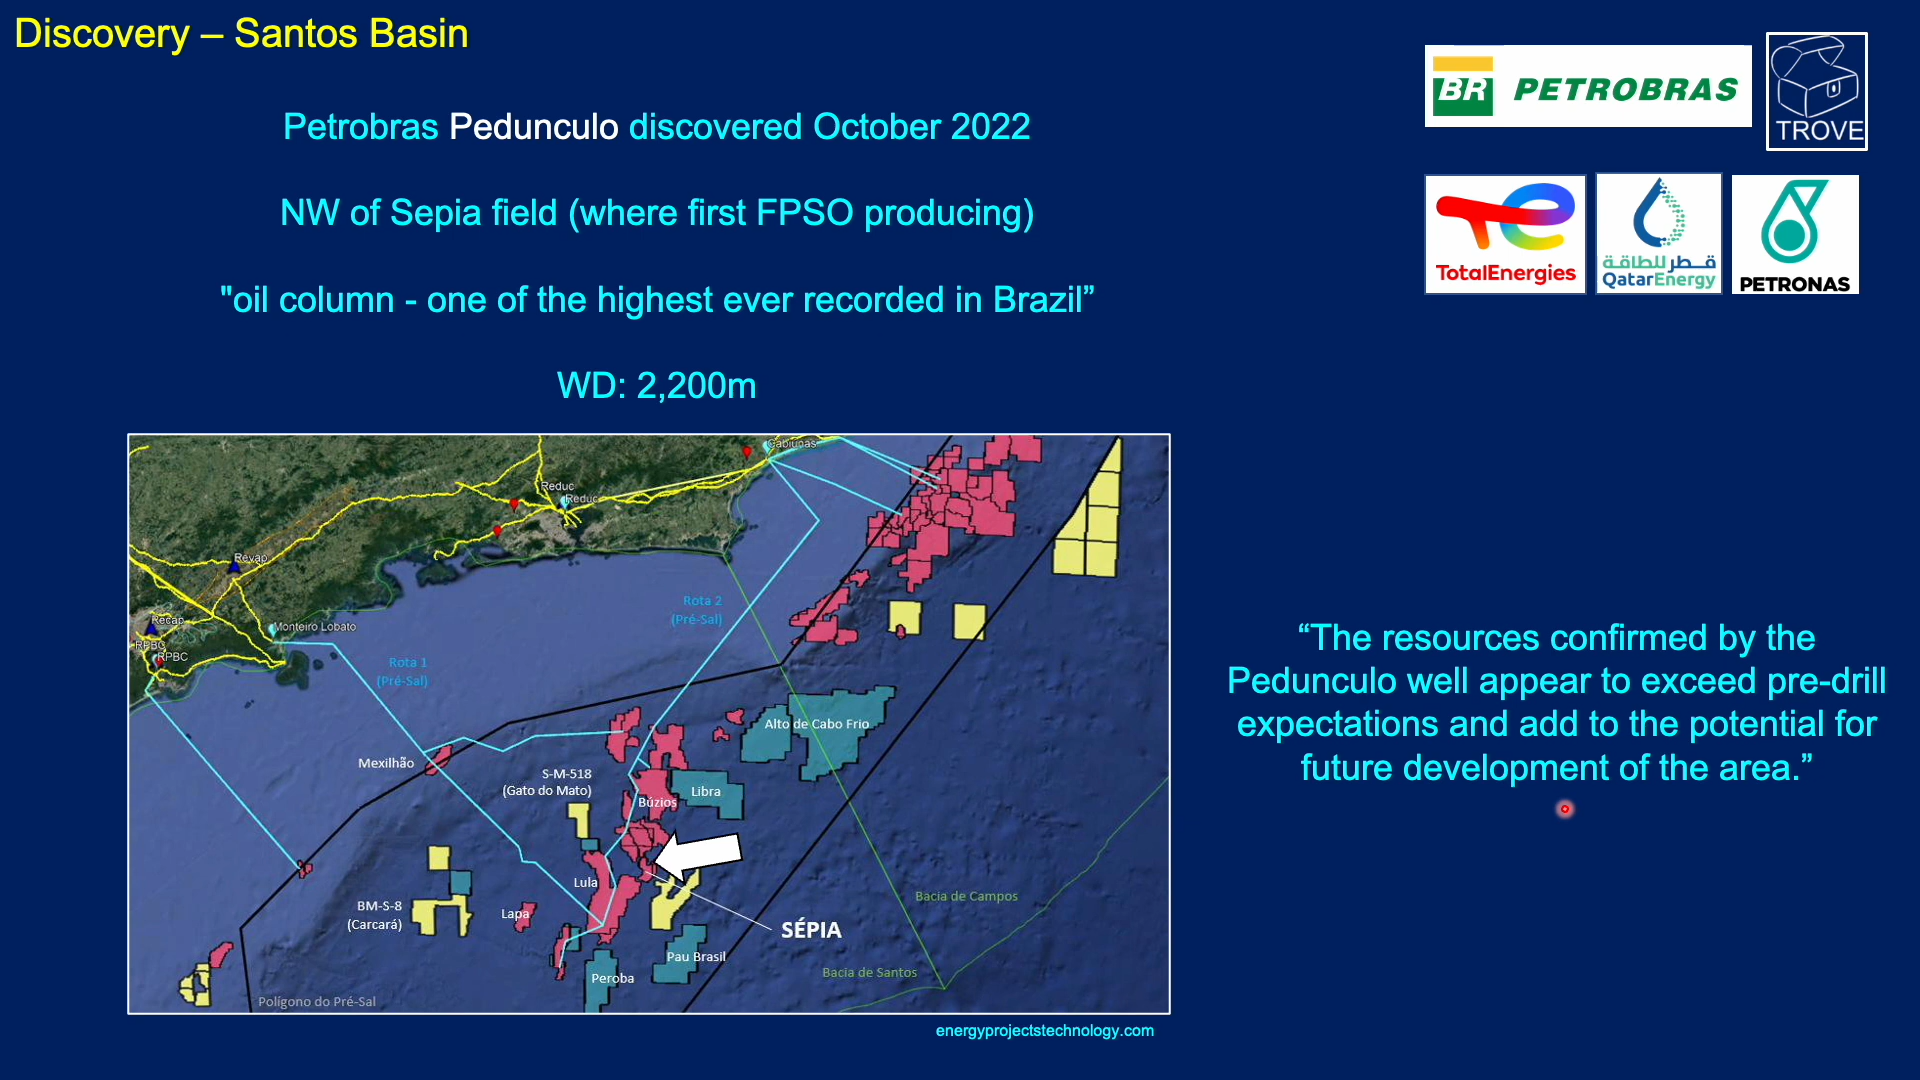 Discovery – Santos Basin
BR PETROBRAS
TROVE
Petrobras Pedunculo discovered October 2022
NW of Sepia field (where first FPSO producing)
"oil column - one of the highest ever recorded in Brazil”
WD: 2,200m
TotalEnergies
قطر للطاقة
QatarEnergy
PETRONAS
Cabiunas
Reduc
Reduc
Revap
Recap
RPBC
RPBC
Monteiro Lobato
Rota 2
(Pré-Sal)
Rota 1
(Pré-Sal)
Alto de Cabo Frio
Mexilhão
S-M-518
(Gato do Mato)
Búzios
Libra
Lula
BM-S-8
(Carcará)
Lapa
SÉPIA
Bacia de Campos
Pau Brasil
Bacia de Santos
Peroba
Polígono do Pré-Sal
“The resources confirmed by the
Pedunculo well appear to exceed pre-drill
expectations and add to the potential for
future development of the area.”
energyprojectstechnology.com